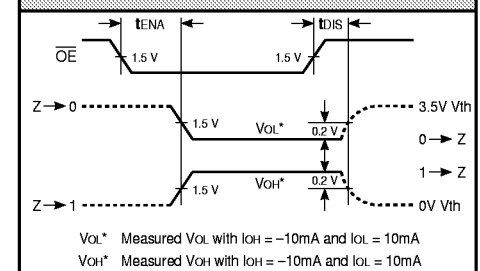 tENA tDIS
OE 1.5 V 1.5 V
Z→0 3.5V Vth
1.5 V VOL* 0.2 V 0→Z
1.5 V VOH* 0.2 V 1→Z
Z→1 0V Vth
VOL* Measured VOL with IOH = –10mA and IOL = 10mA
VOH* Measured VOH with IOH = –10mA and IOL = 10mA